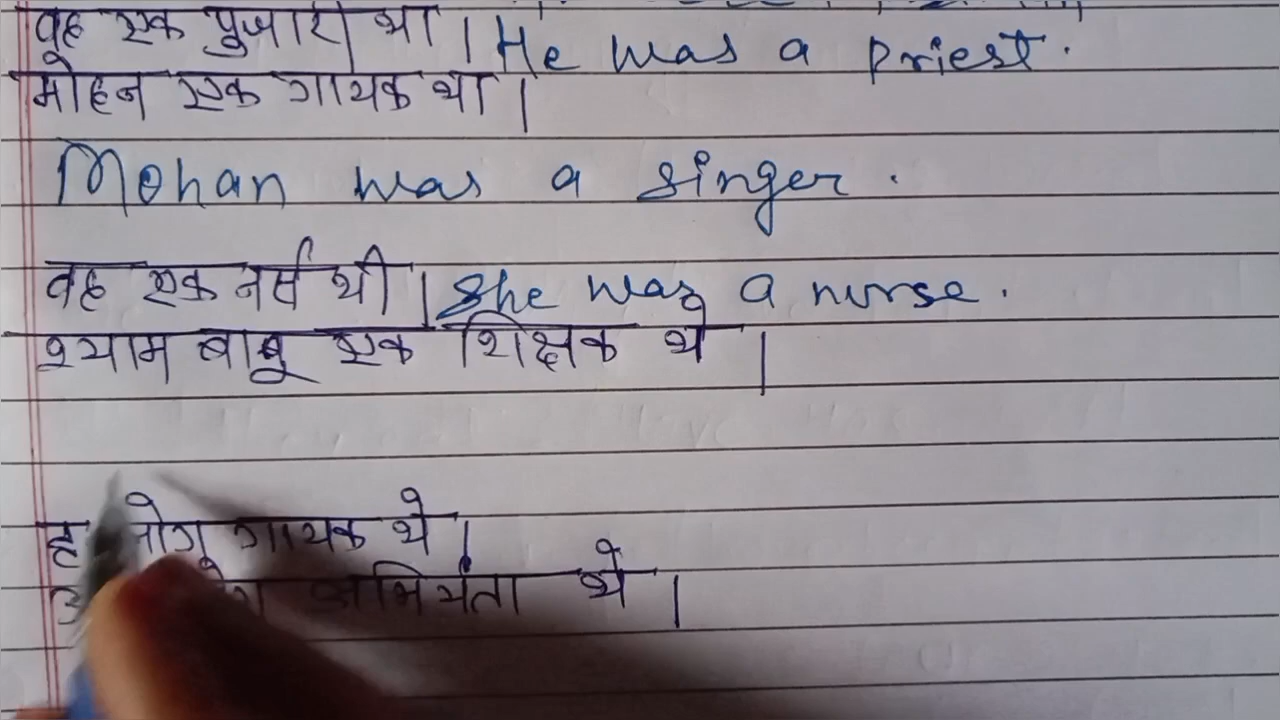 वह एक पुजारी था। He was a priest.
मोहन एक गायक था।
Mohan was a singer.
वह एक नर्स थी। She was a nurse.
श्याम बाबू एक शिक्षक थे।
लोग गायक थे।
अभियंता थे।